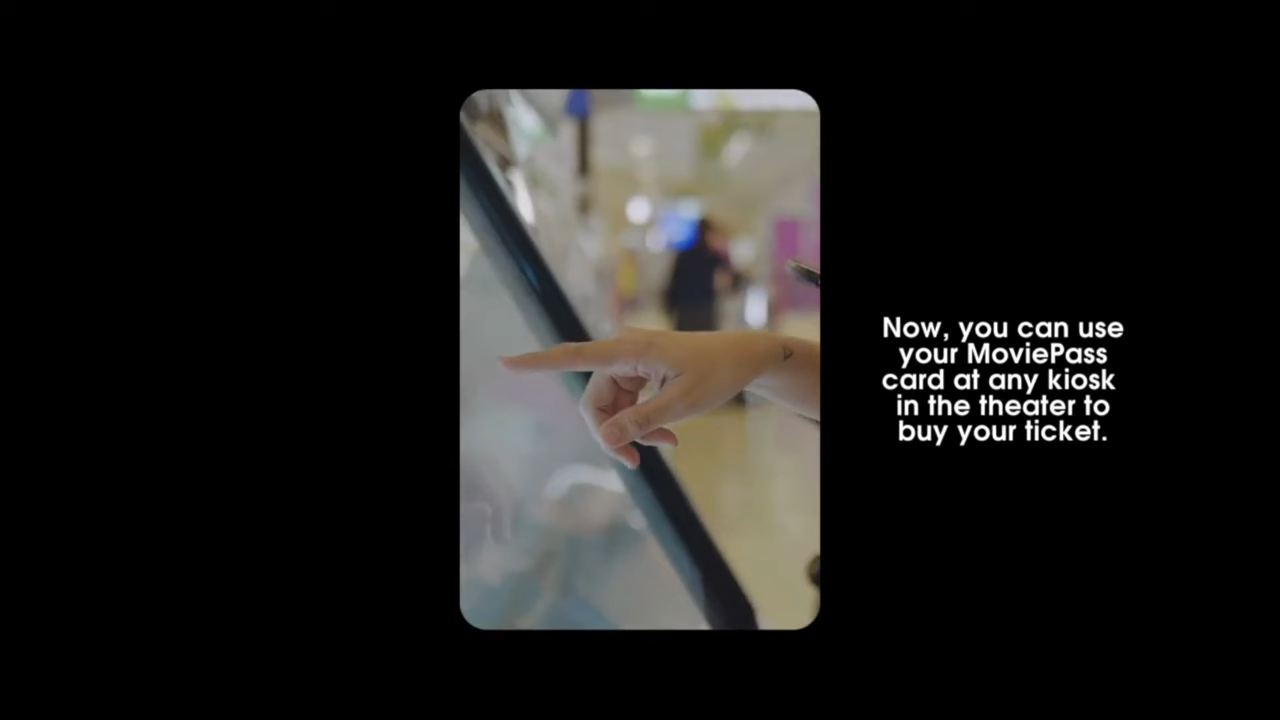 Now, you can use
your MoviePass
card at any kiosk
in the theater to
buy your ticket.